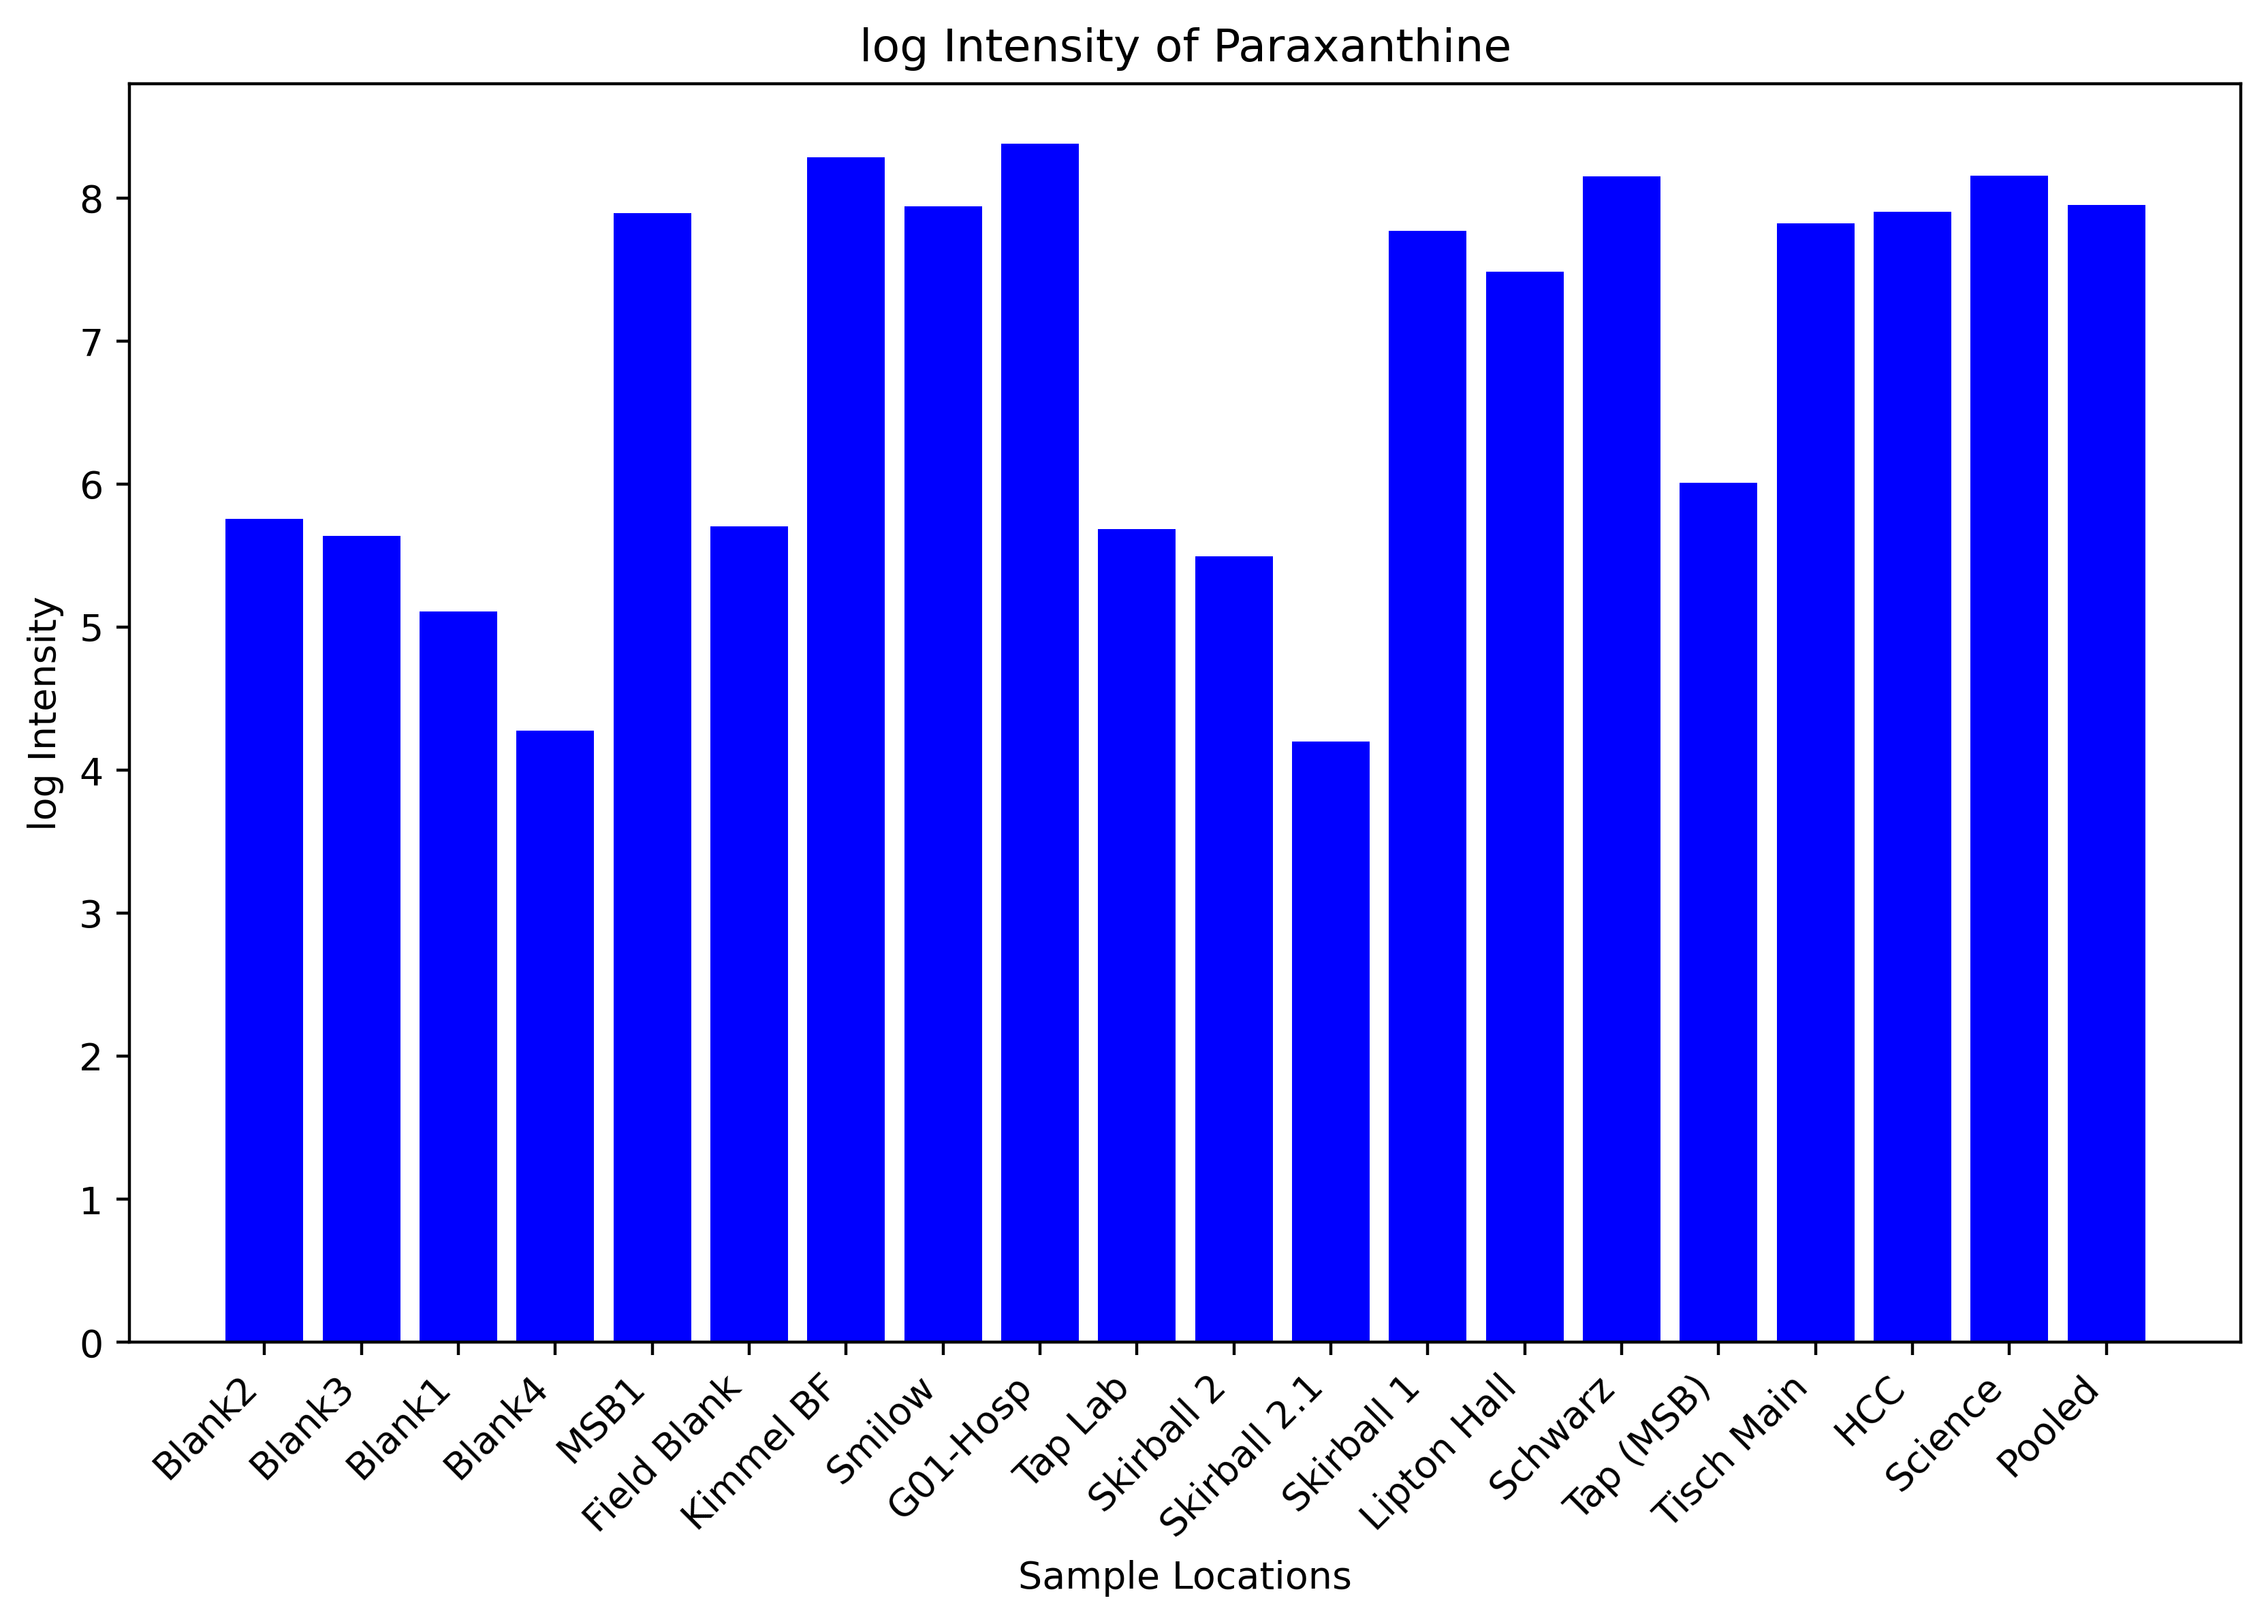 log Intensity of Paraxanthine
log Intensity
8
7
6
5
4
3
2
1
0
Blank2
Blank3
Blank1
Blank4
MSB1
Field Blank
Kimmel BF
Smilow
G01-Hosp
Tap Lab
Skirball 2
Skirball 2.1
Skirball 1
Lipton Hall
Schwarz
Tap (MSB)
Tisch Main
HCC
Science
Pooled
Sample Locations